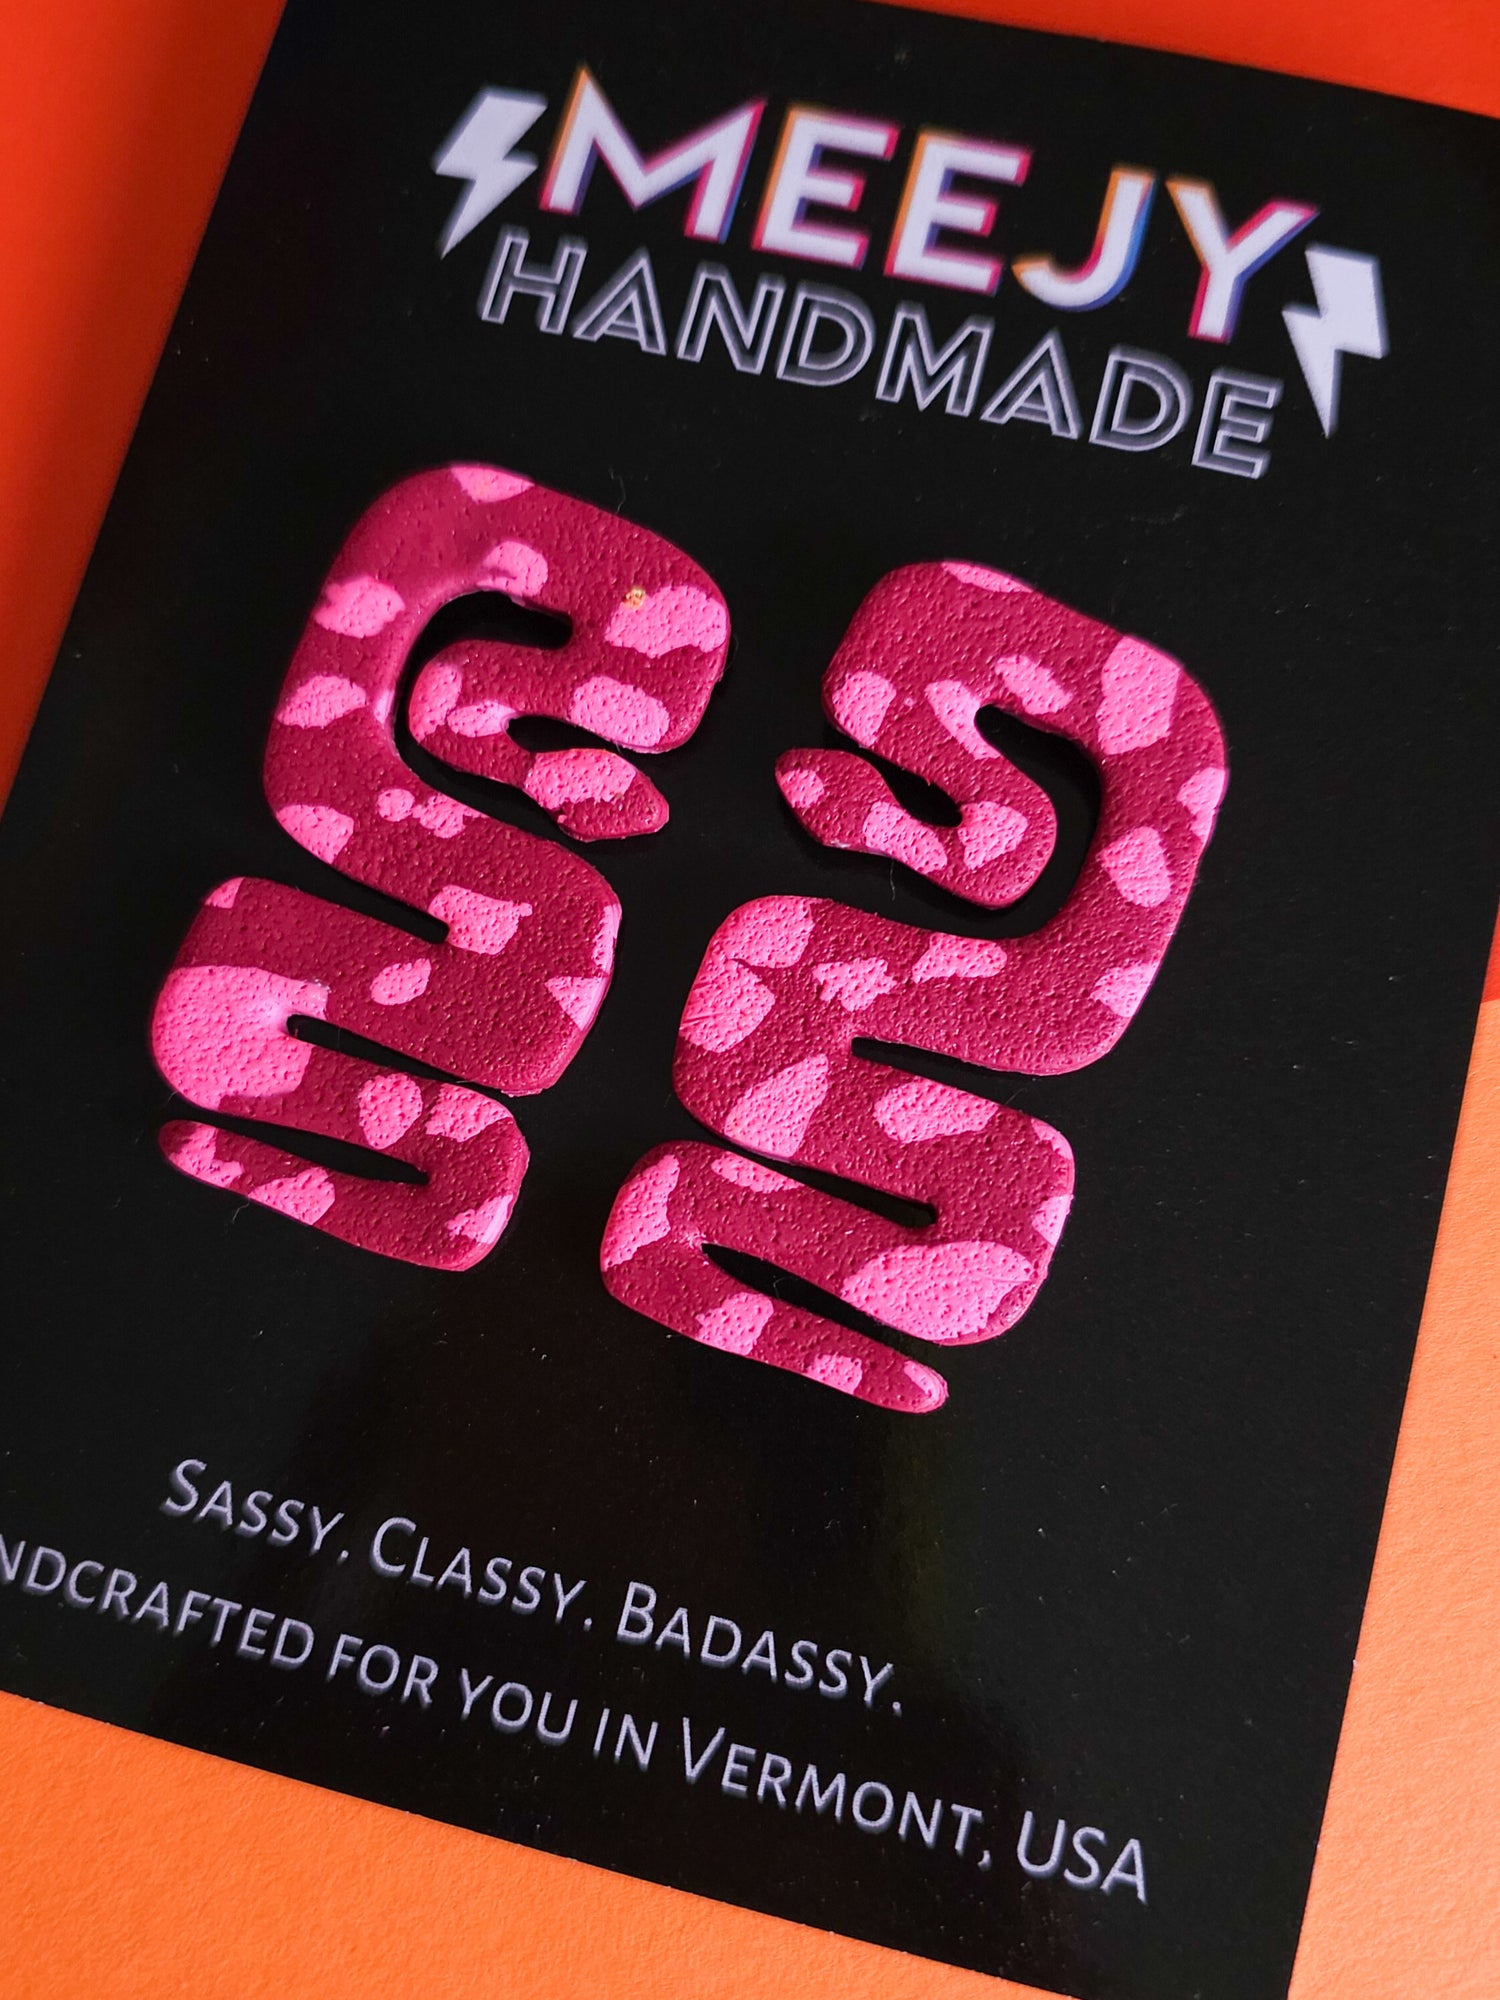 MEEJY
HANDMADE
SASSY. CLASSY. BADASSY.
NDCRAFTED FOR YOU IN VERMONT, USA